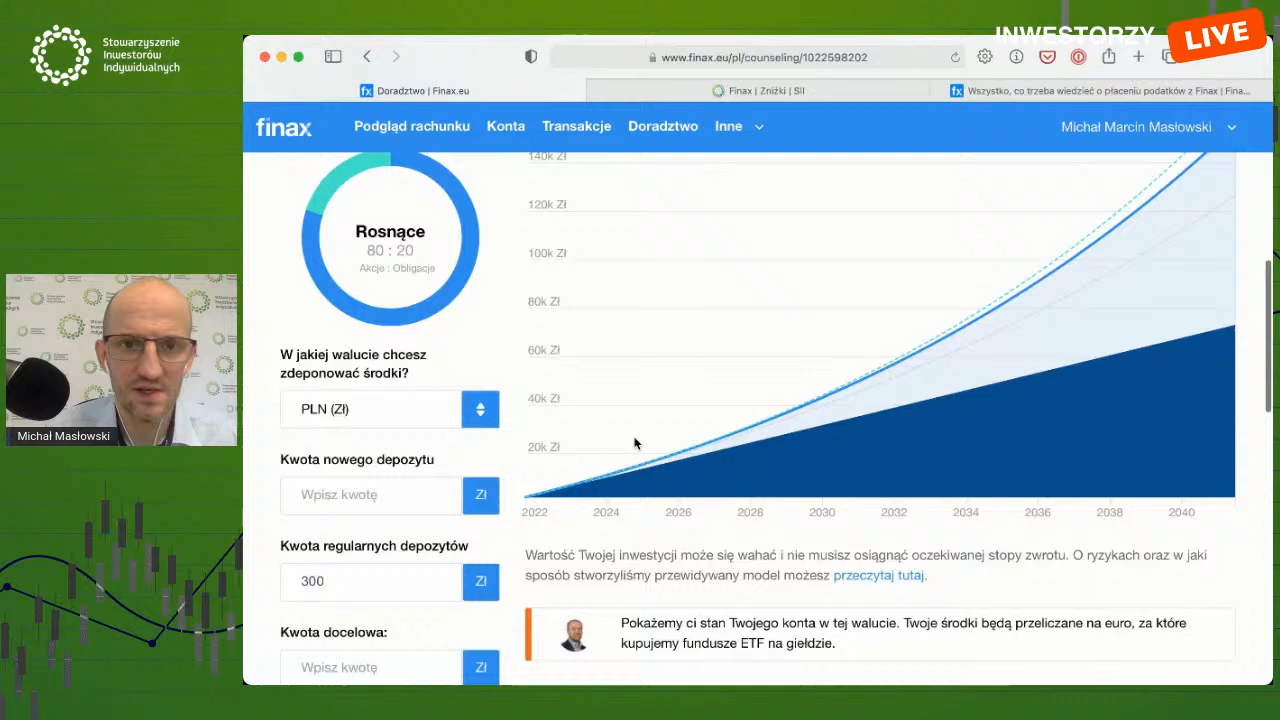 Stowarzyszenie
Inwestorów
Indywidualnych
INWESTORZY
LIVE
www.finax.eu/pl/counseling/1022598202
fx Doradztwo | Finax.eu
Finax | Zniżki | SII
fx Wszystko, co trzeba wiedzieć o płaceniu podatków z Finax | Fina...
finax
Podgląd rachunku
Konta
Transakcje
Doradztwo
Inne
Michał Marcin Masłowski
Rosnące
80 : 20
Akcje : Obligacje
140k Zł
120k Zł
100k Zł
80k Zł
60k Zł
40k Zł
20k Zł
2022 2024 2026 2028 2030 2032 2034 2036 2038 2040
W jakiej walucie chcesz
zdeponować środki?
PLN (Zł)
Kwota nowego depozytu
Wpisz kwotę
Zł
Kwota regularnych depozytów
300
Zł
Kwota docelowa:
Wpisz kwotę
Zł
Wartość Twojej inwestycji może się wahać i nie musisz osiągnąć oczekiwanej stopy zwrotu. O ryzykach oraz w jaki
sposób stworzyliśmy przewidywany model możesz przeczytaj tutaj.
Pokażemy ci stan Twojego konta w tej walucie. Twoje środki będą przeliczane na euro, za które
kupujemy fundusze ETF na giełdzie.
Michał Masłowski